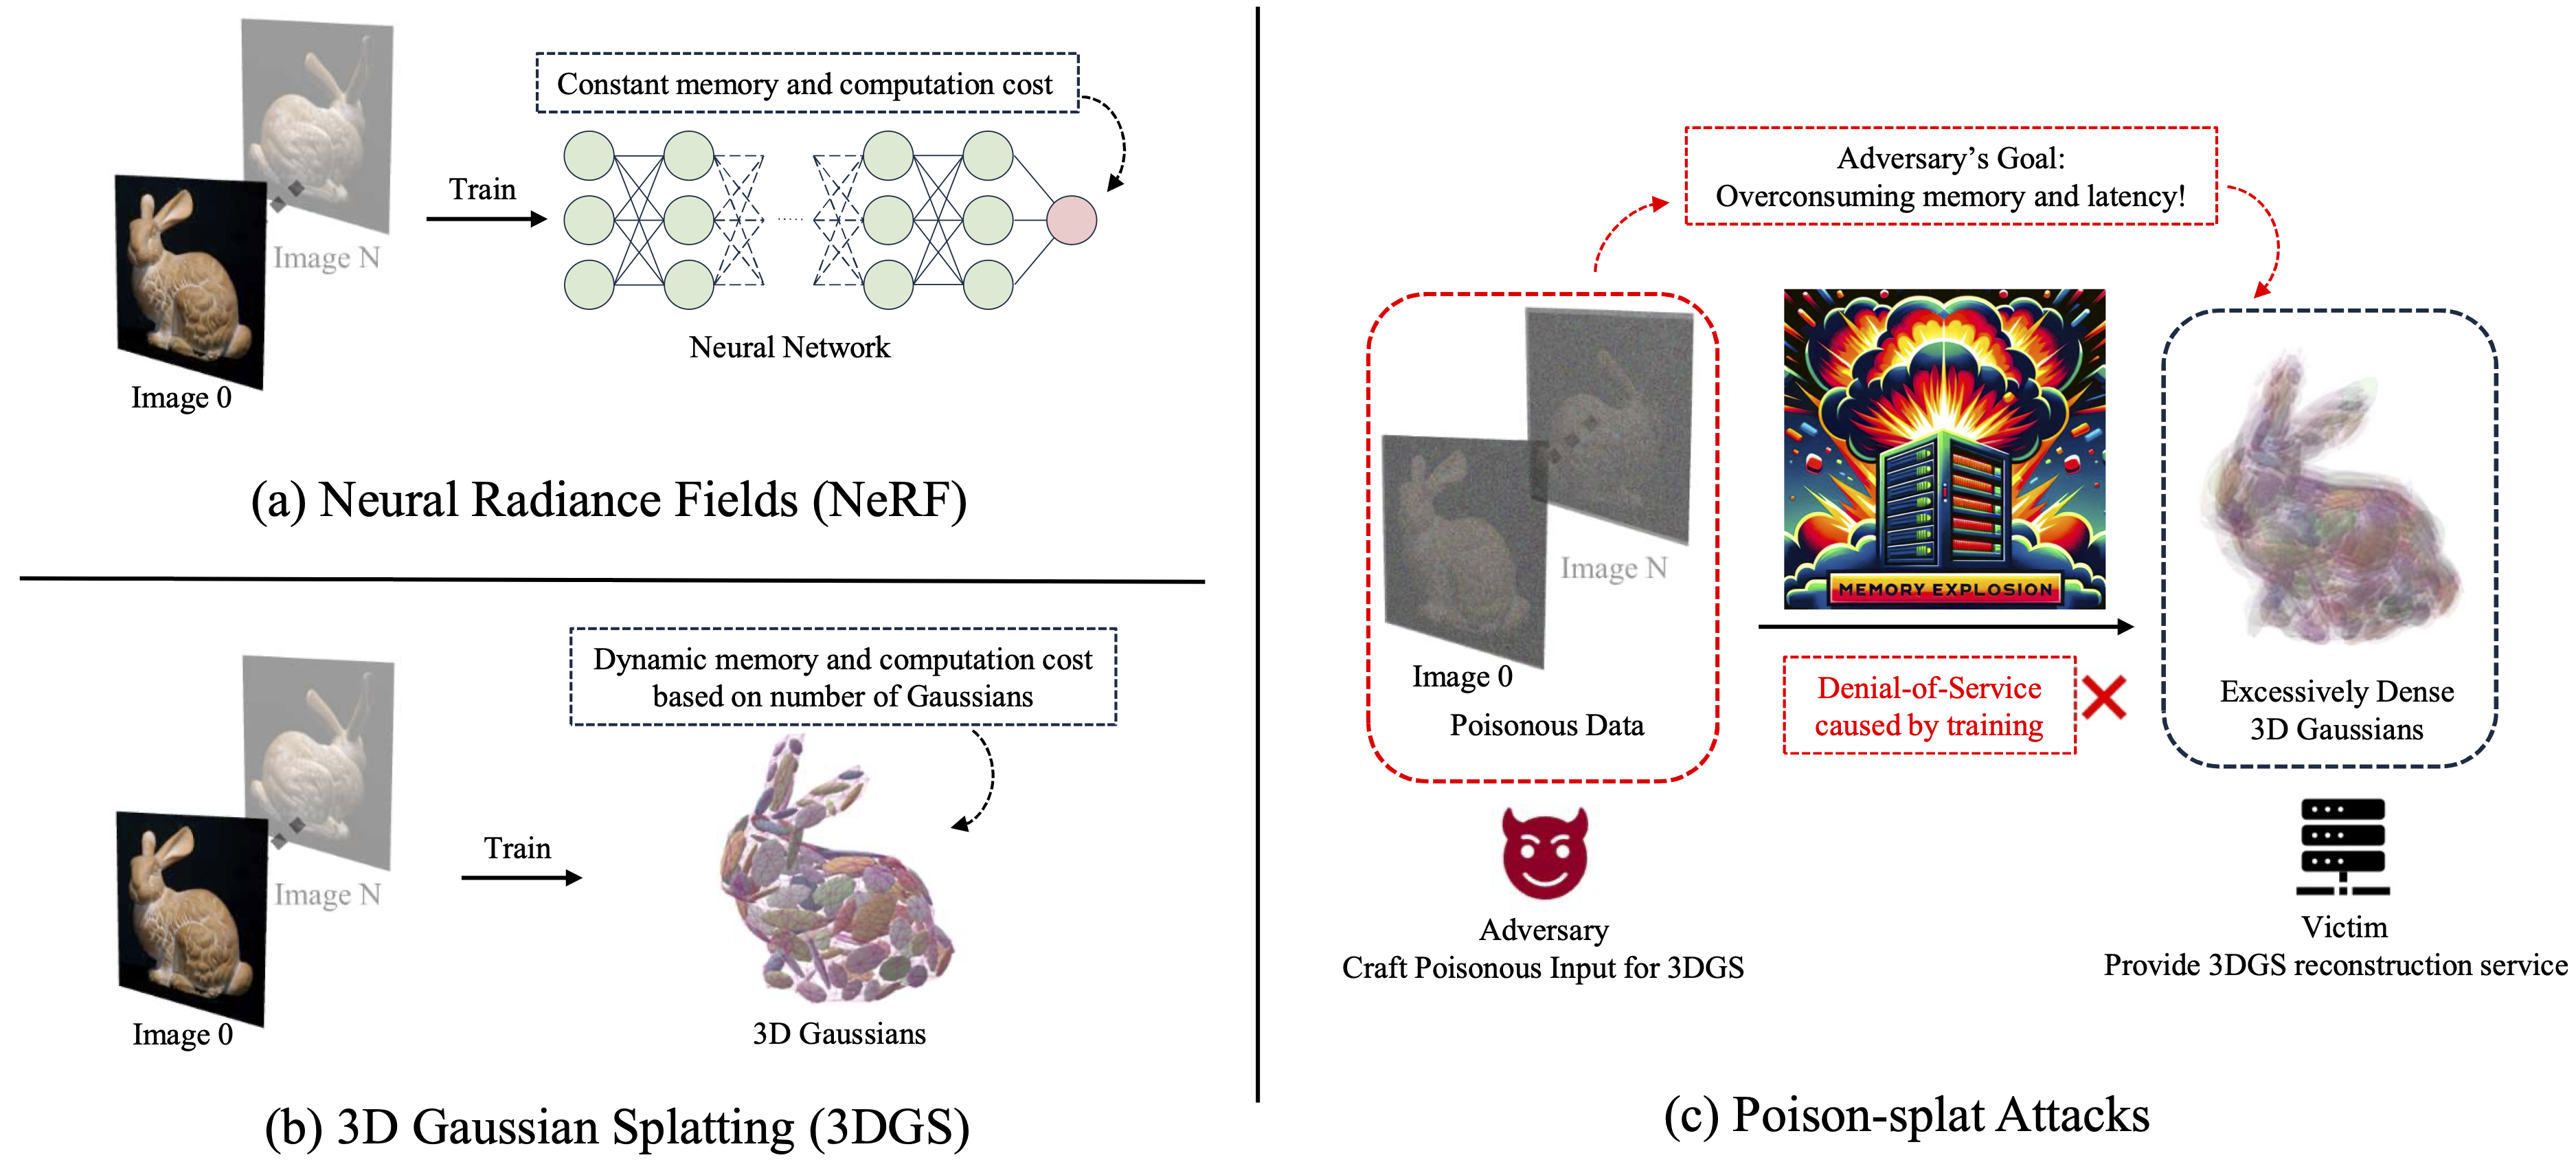 Constant memory and computation cost
Train
Image N
Image 0
Neural Network
(a) Neural Radiance Fields (NeRF)
Dynamic memory and computation cost
based on number of Gaussians
Train
Image N
Image 0
3D Gaussians
(b) 3D Gaussian Splatting (3DGS)
Adversary’s Goal:
Overconsuming memory and latency!
Image N
Image 0
Poisonous Data
MEMORY EXPLOSION
Denial-of-Service
caused by training
Excessively Dense
3D Gaussians
Adversary
Craft Poisonous Input for 3DGS
Victim
Provide 3DGS reconstruction service
(c) Poison-splat Attacks